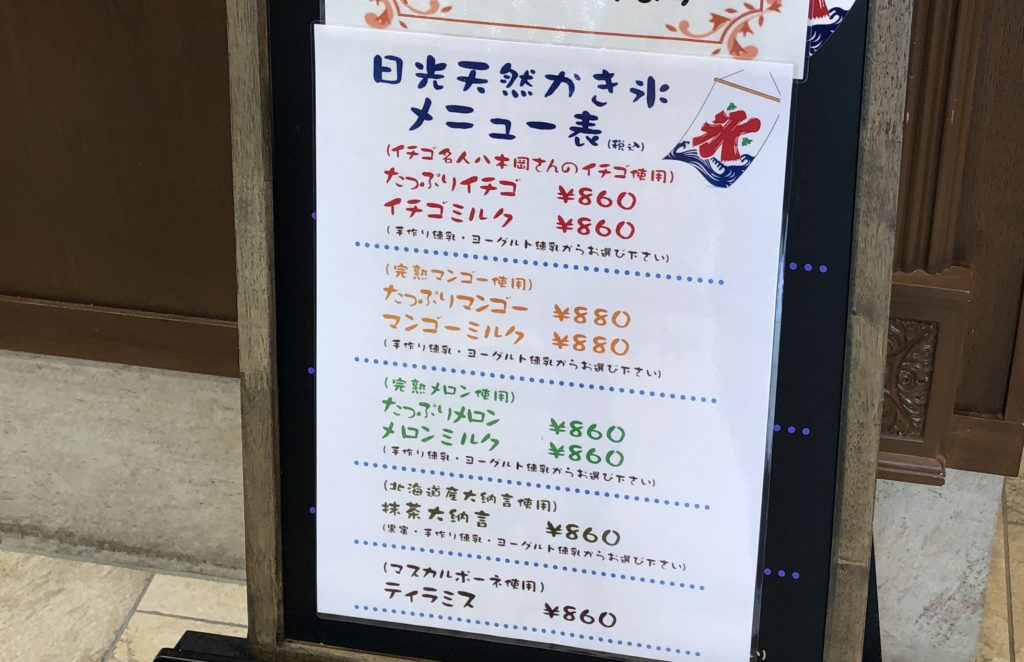 日光天然かき氷
メニュー表(税込)
氷
(イチゴ名人八木岡さんのイチゴ使用)
たっぷりイチゴ ¥860
イチゴミルク ¥860
(手作り練乳・ヨーグルト練乳からお選び下さい)
(完熟マンゴー使用)
たっぷりマンゴー ¥880
マンゴーミルク ¥880
(手作り練乳・ヨーグルト練乳からお選び下さい)
(完熟メロン使用)
たっぷりメロン ¥860
メロンミルク ¥860
(手作り練乳・ヨーグルト練乳からお選び下さい)
(北海道産大納言使用)
抹茶大納言 ¥860
(黒蜜・手作り練乳・ヨーグルト練乳からお選び下さい)
(マスカルポーネ使用)
ティラミス ¥860